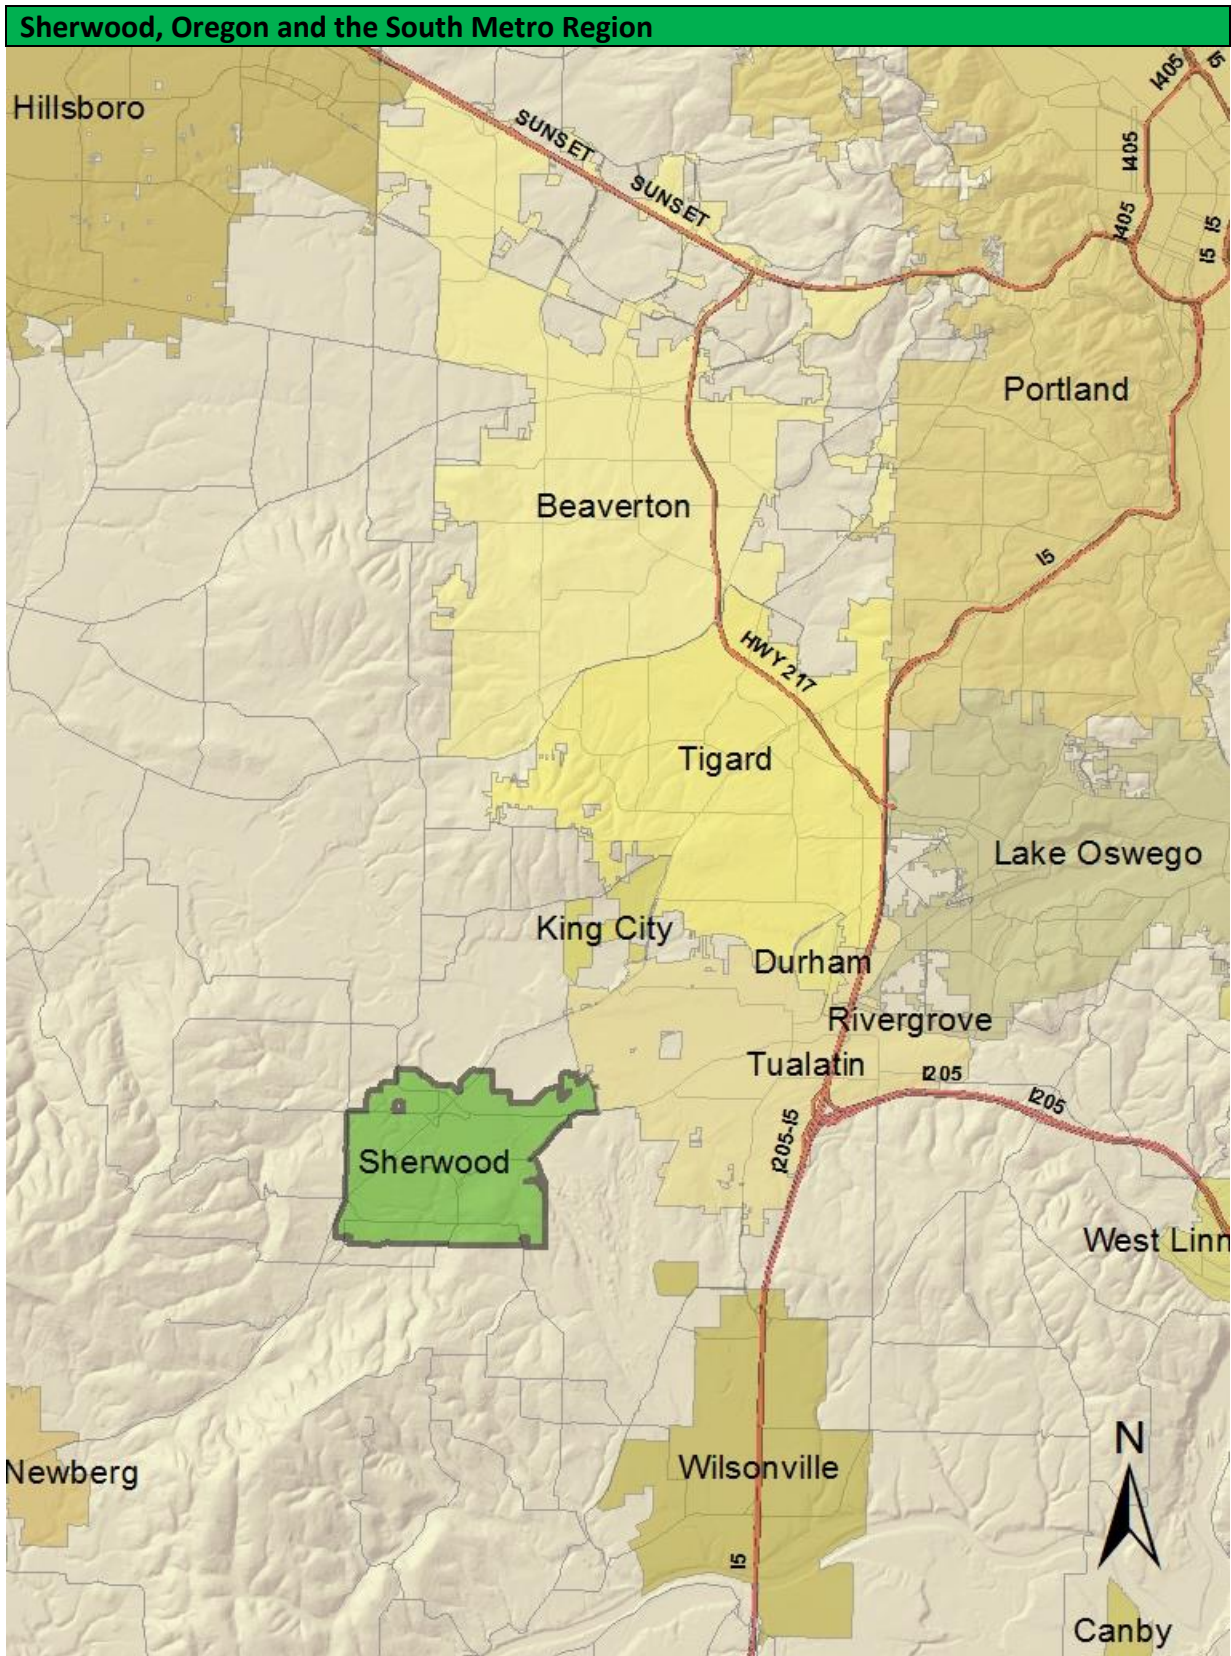 Sherwood, Oregon and the South Metro Region
I405
I5
Hillsboro
SUNSET
I405
SUNSET
I405
I5
I5
Portland
Beaverton
I5
HWY 217
Tigard
Lake Oswego
King City
Durham
Rivergrove
Tualatin
I205
I205
I205-I5
Sherwood
West Linn
N
Newberg
Wilsonville
I5
Canby